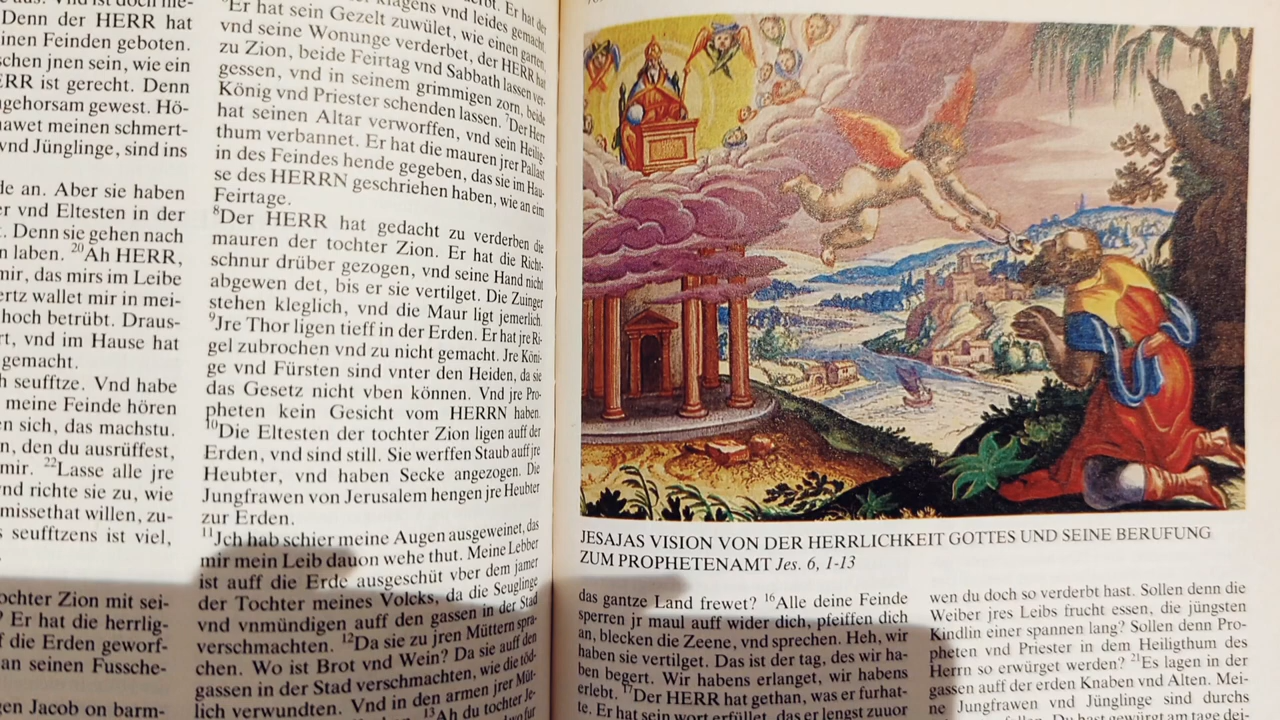 Denn der HERR hat
inen Feinden geboten.
schen jnen sein, wie ein
ERR ist gerecht. Denn
ngehorsam gewest. Hö-
hawet meinen schmert-
vnd Jünglinge, sind ins
de an. Aber sie haben
er vnd Eltesten in der
t. Denn sie gehen nach
n laben. 20Ah HERR,
mir, das mirs im Leibe
ertz wallet mir in mei-
hoch betrübt. Draus-
rt, vnd im Hause hat
gemacht.
h seufftze. Vnd habe
meine Feinde hören
en sich, das machstu.
en, den du ausrüffest,
mir. 22Lasse alle jre
vnd richte sie zu, wie
missethat willen, zu-
s seufftzens ist viel,
ochter Zion mit sei-
? Er hat die herrlig-
f die Erden geworf-
an seinen Fussche-
gen Jacob on barm-
klagens vnd leides gemacht.
6Er hat sein Gezelt zuwület, wie einen garten,
vnd seine Wonunge verderbet, der HERR hat
zu Zion, beide Feirtag vnd Sabbath lassen ver-
gessen, vnd in seinem grimmigen zorn, beide
König vnd Priester schenden lassen. 7Der Herr
hat seinen Altar verworffen, vnd sein Heilig-
thum verbannet. Er hat die mauren jrer Pallast
in des Feindes hende gegeben, das sie im Hau-
se des HERRN geschriehen haben, wie an eim
Feirtage.
8Der HERR hat gedacht zu verderben die
mauren der tochter Zion. Er hat die Richt-
schnur drüber gezogen, vnd seine Hand nicht
abgewen det, bis er sie vertilget. Die Zuinger
stehen kleglich, vnd die Maur ligt jemerlich.
9Jre Thor ligen tieff in der Erden. Er hat jre Ri-
gel zubrochen vnd zu nicht gemacht. Jre Köni-
ge vnd Fürsten sind vnter den Heiden, da sie
das Gesetz nicht vben können. Vnd jre Pro-
pheten kein Gesicht vom HERRN haben.
10Die Eltesten der tochter Zion ligen auff der
Erden, vnd sind still. Sie werffen Staub auff jre
Heubter, vnd haben Secke angezogen. Die
Jungfrawen von Jerusalem hengen jre Heubter
zur Erden.
11Jch hab schier meine Augen ausgeweinet, das
mir mein Leib dauon wehe thut. Meine Lebber
ist auff die Erde ausgeschüt vber dem jamer
der Tochter meines Volcks, da die Seuglinge
vnd vnmündigen auff den gassen in der Stad
verschmachten. 12Da sie zu jren Müttern spra-
chen. Wo ist Brot vnd Wein? Da sie auff den
gassen in der Stad verschmachten, wie die töd-
lich verwundten. Vnd in den armen jrer Müt-
13Ah du tochter Je-
JESAJAS VISION VON DER HERRLICHKEIT GOTTES UND SEINE BERUFUNG
ZUM PROPHETENAMT Jes. 6, 1-13
das gantze Land frewet? 16Alle deine Feinde
sperren jr maul auff wider dich, pfeiffen dich
an, blecken die Zeene, vnd sprechen. Heh, wir
haben sie vertilget. Das ist der tag, des wir ha-
ben begert. Wir habens erlanget, wir habens
erlebt. 17Der HERR hat gethan, was er furhat-
te. Er hat sein wort erfüllet, das er lengst zuuor
wen du doch so verderbt hast. Sollen denn die
Weiber jres Leibs frucht essen, die jüngsten
Kindlin einer spannen lang? Sollen denn Pro-
pheten vnd Priester in dem Heiligthum des
Herrn so erwürget werden? 21Es lagen in der
gassen auff der erden Knaben vnd Alten. Mei-
ne Jungfrawen vnd Jünglinge sind durchs
Du hast gewürgt am tage dei-